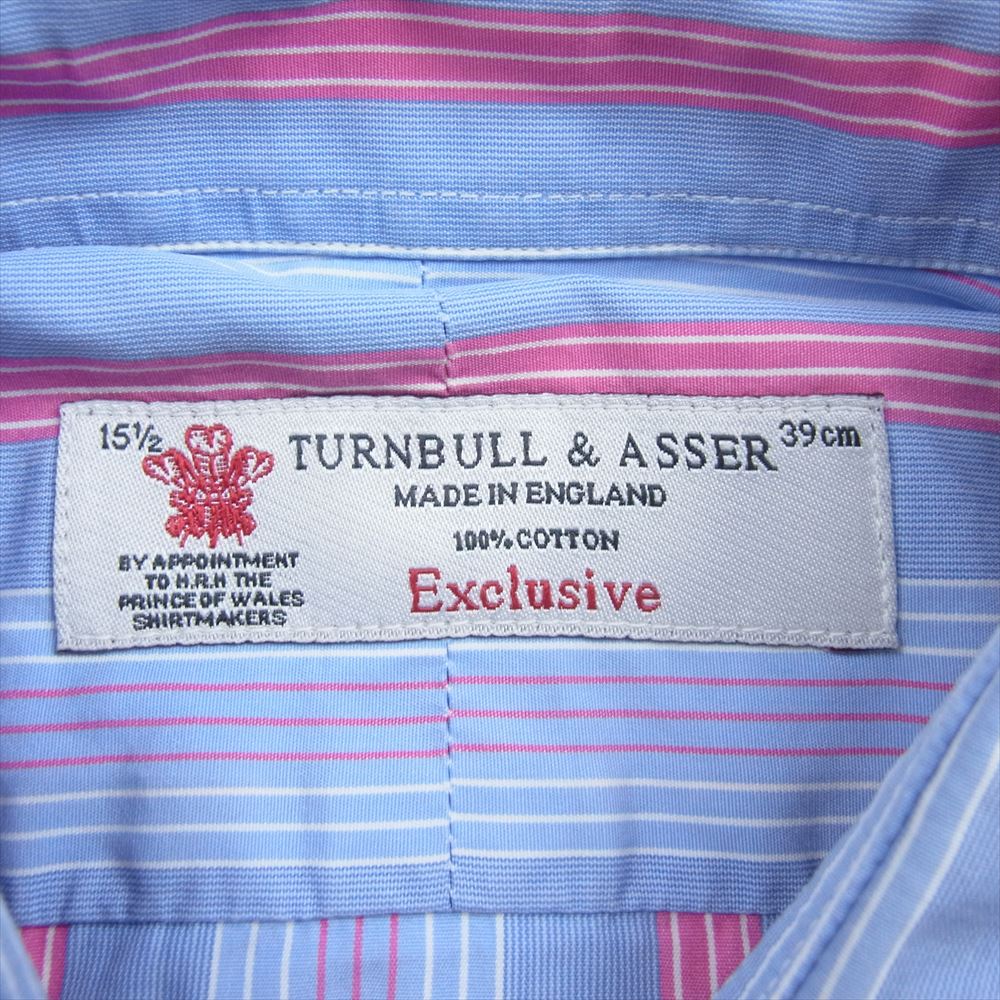 15½ TURNBULL & ASSER 39cm
MADE IN ENGLAND
100% COTTON
Exclusive
BY APPOINTMENT
TO H.R.H THE
PRINCE OF WALES
SHIRTMAKERS